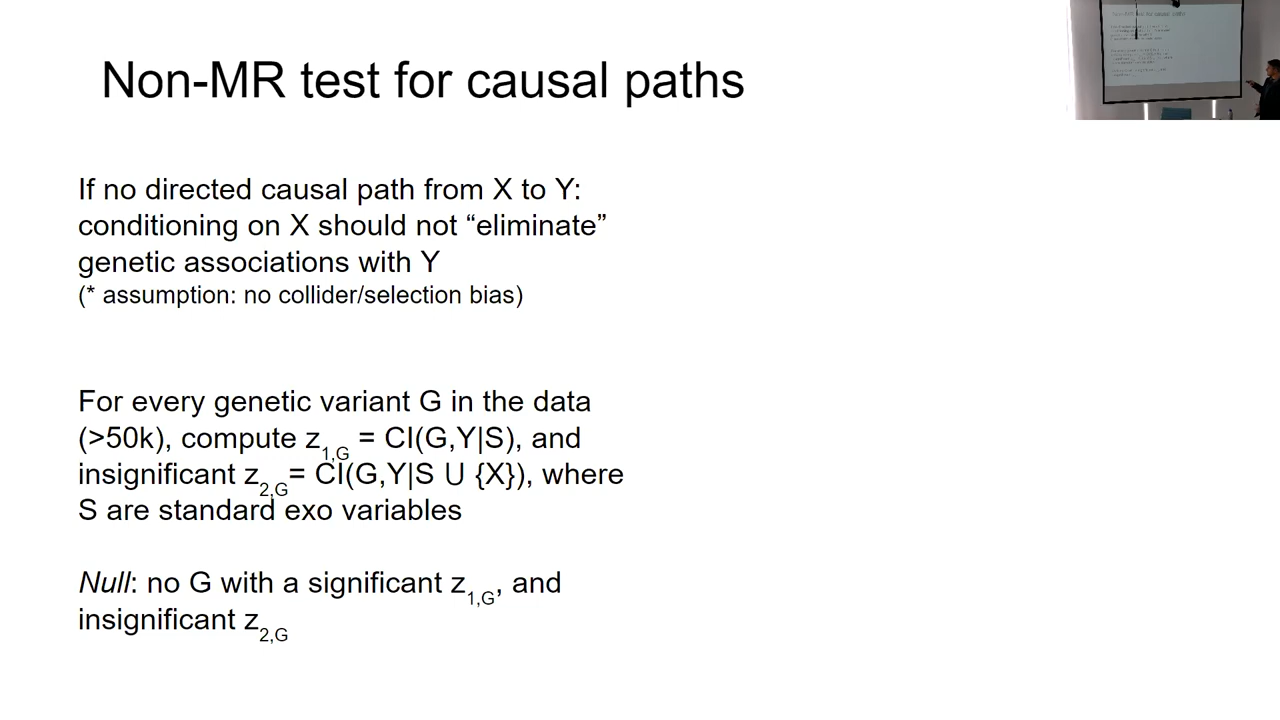 Non-MR test for causal paths
If no directed causal path from X to Y:
conditioning on X should not “eliminate”
genetic associations with Y
(* assumption: no collider/selection bias)
For every genetic variant G in the data
(>50k), compute z1,G = CI(G,Y|S), and
insignificant z2,G= CI(G,Y|S U {X}), where
S are standard exo variables
Null: no G with a significant z1,G, and
insignificant z2,G